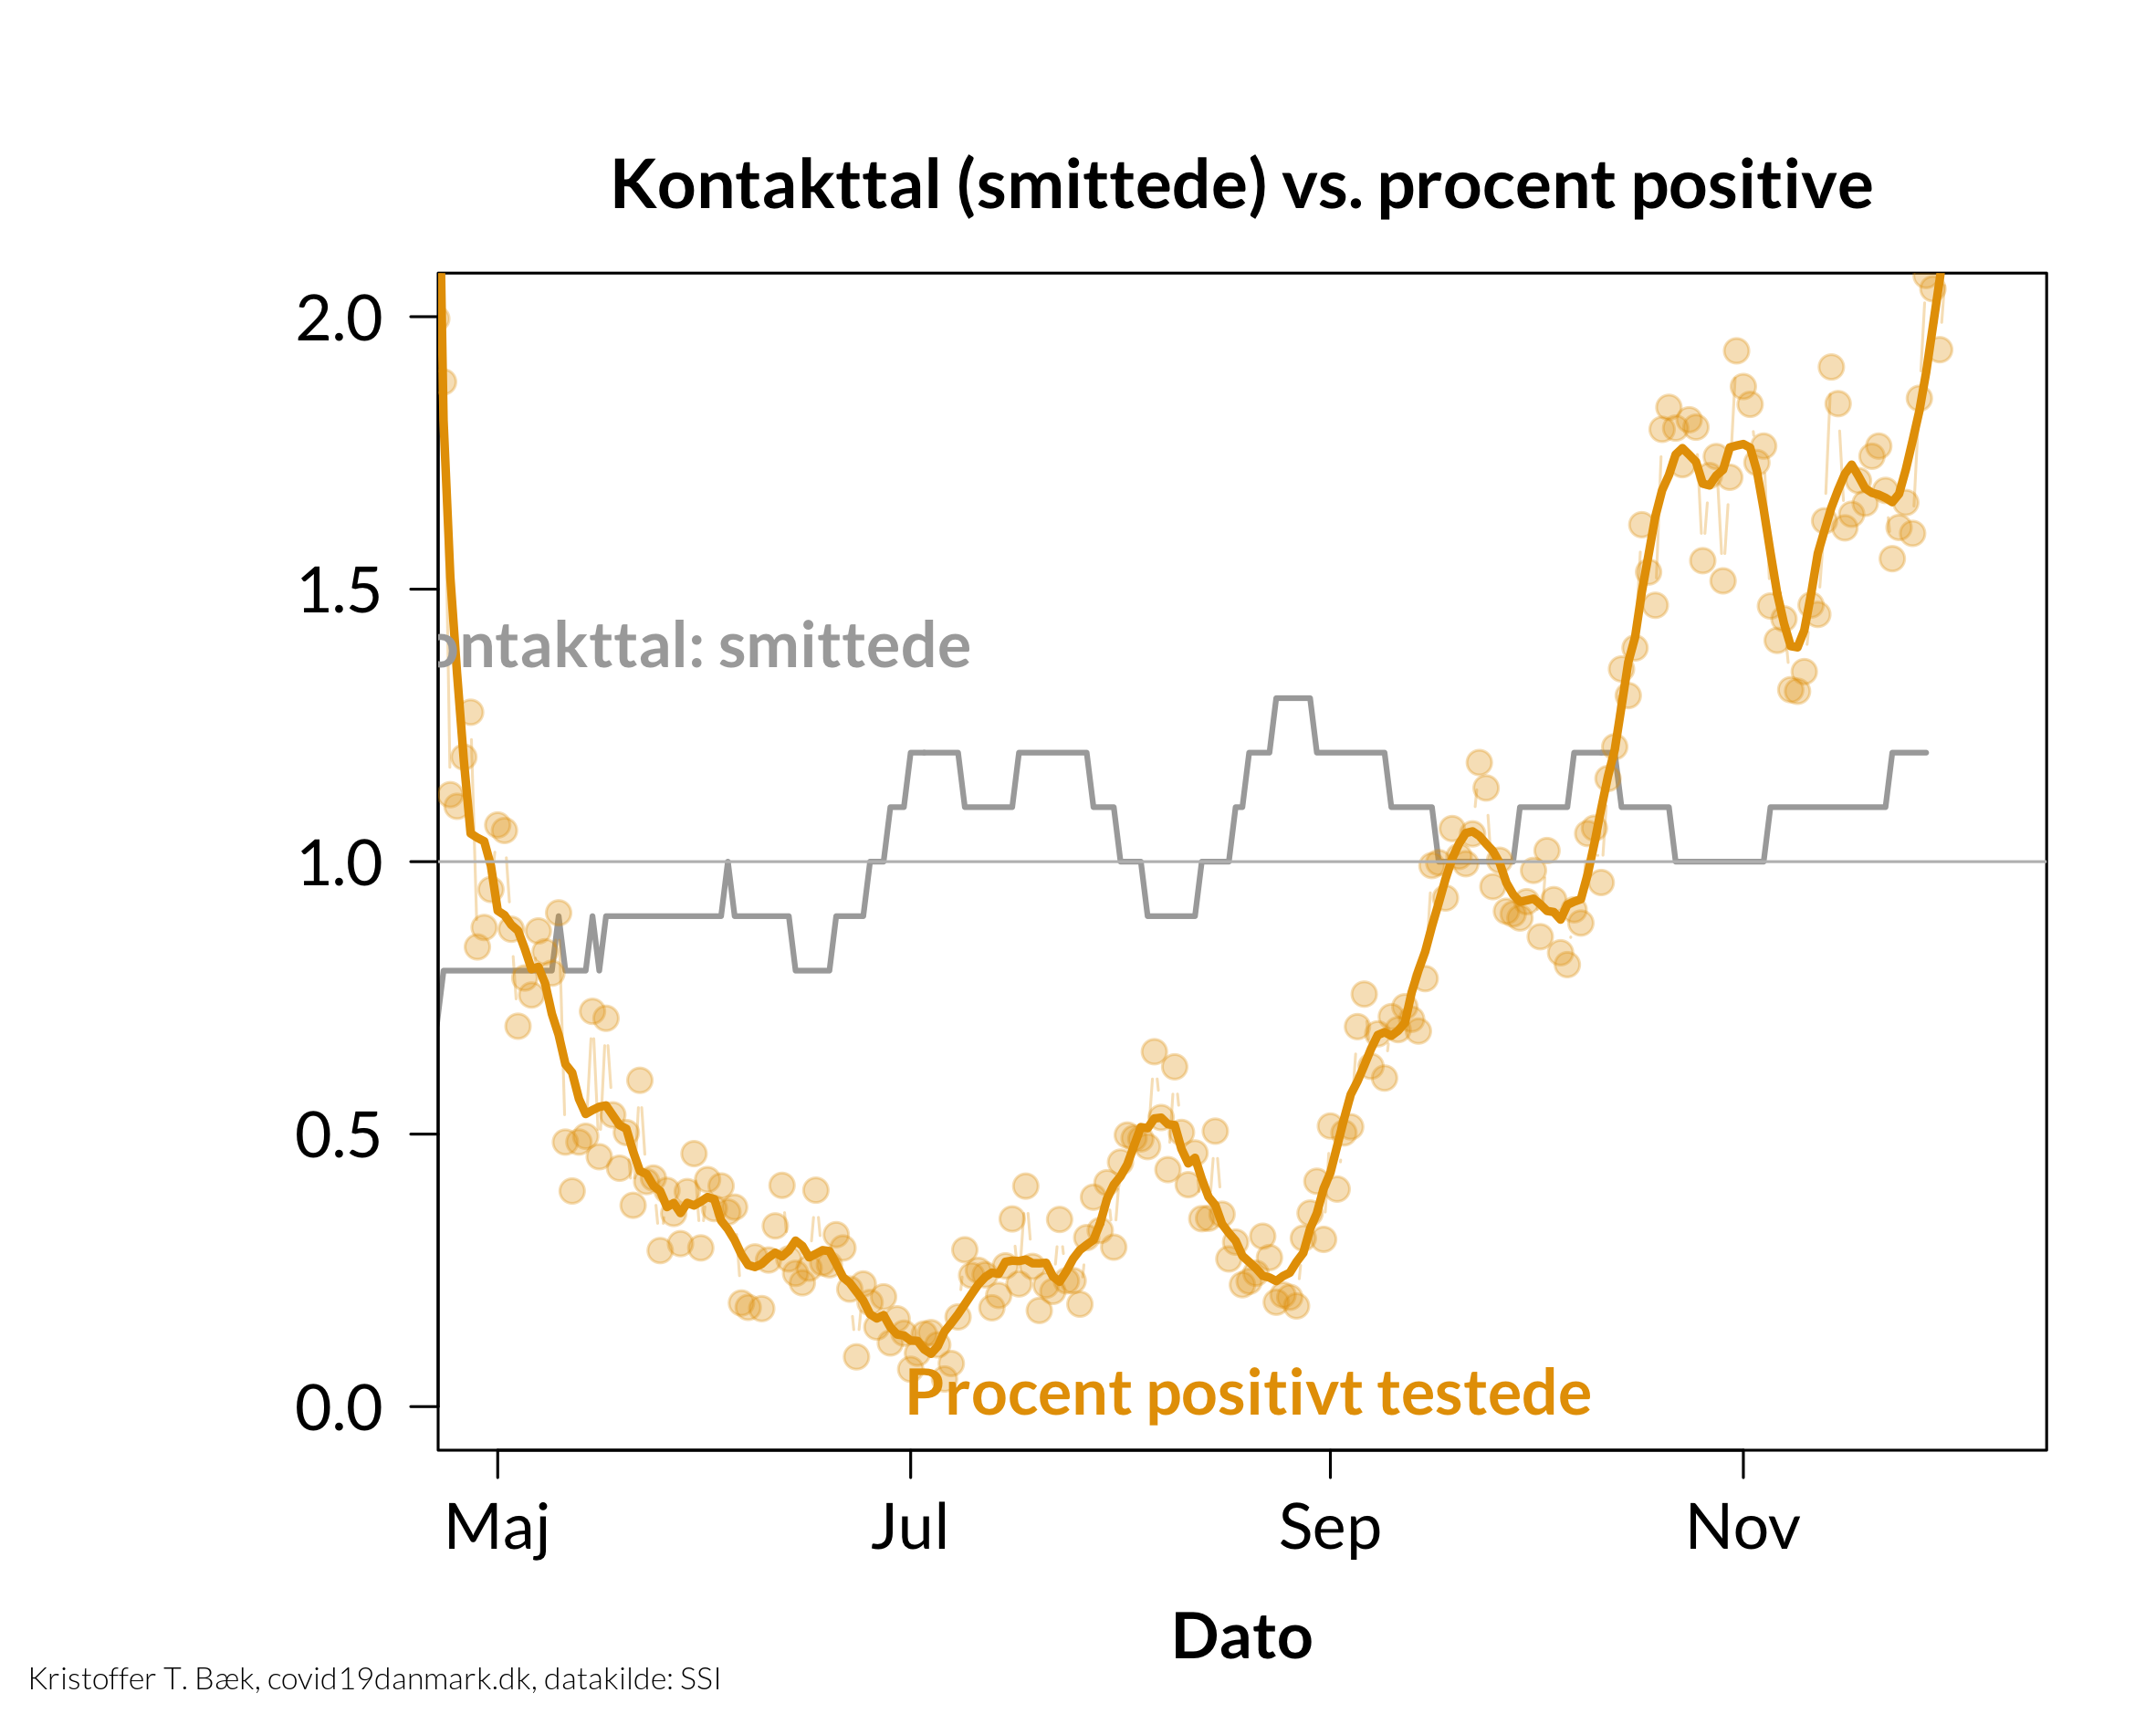 Kontakttal (smittede) vs. procent positive
2.0
1.5
ontakttal: smittede
1.0
0.5
0.0
Procent positivt testede
Maj Jul Sep Nov
Dato
Kristoffer T. Bæk, covid19danmark.dk, datakilde: SSI